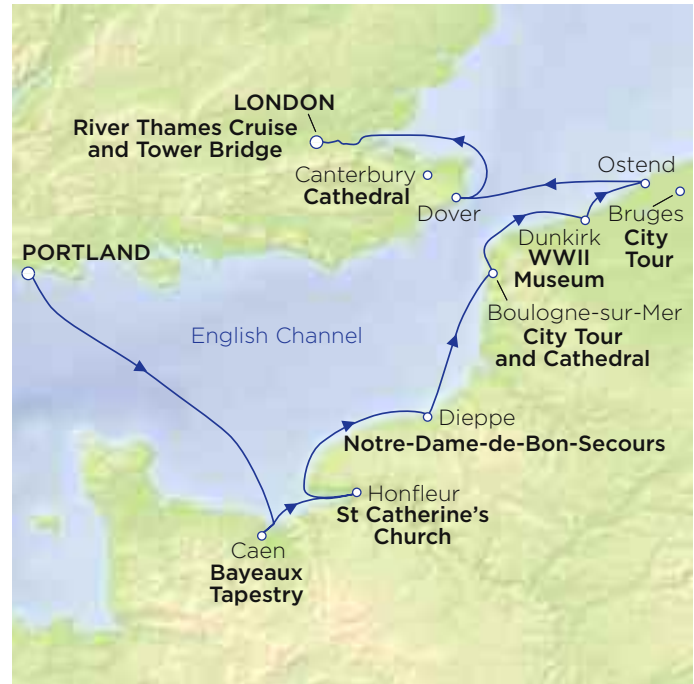 LONDON
River Thames Cruise
and Tower Bridge
Canterbury
Cathedral
Dover
Ostend
Bruges
City
Tour
Dunkirk
WWII
Museum
PORTLAND
Boulogne-sur-Mer
City Tour
and Cathedral
English Channel
Dieppe
Notre-Dame-de-Bon-Secours
Honfleur
St Catherine's
Church
Caen
Bayeaux
Tapestry